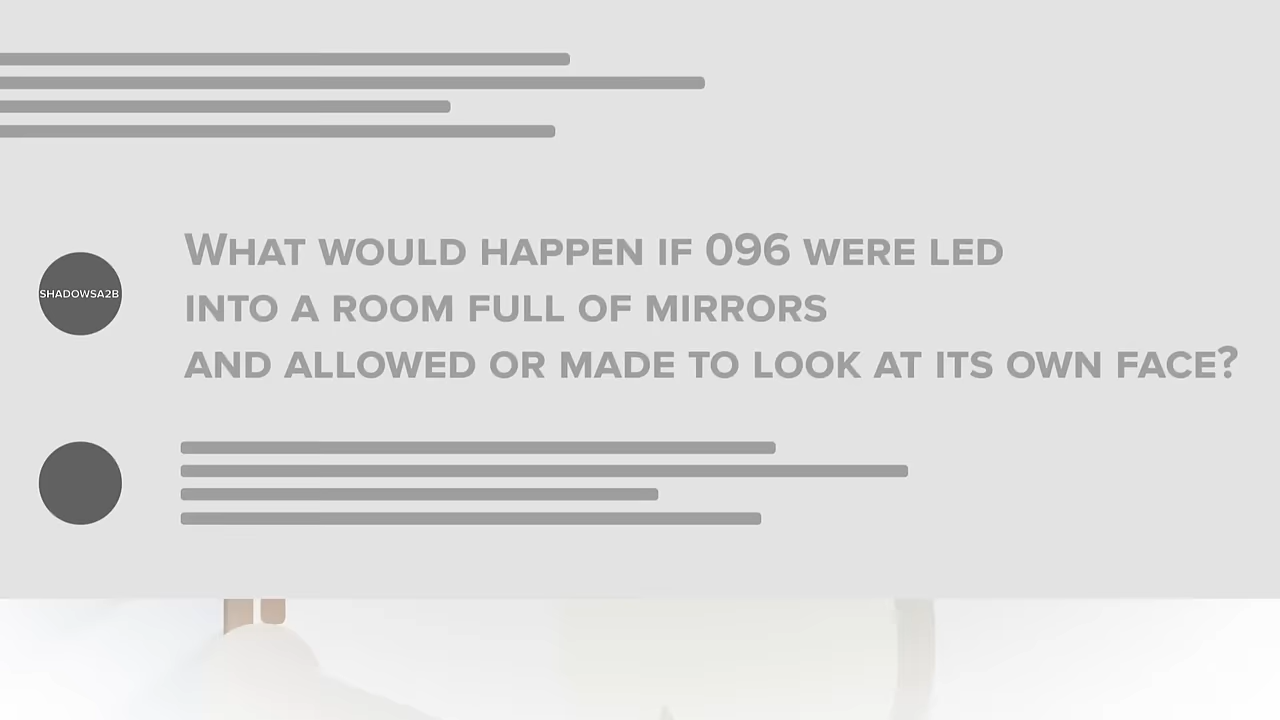 What would happen if 096 were led
SHADOWSA2B
into a room full of mirrors
and allowed or made to look at its own face?